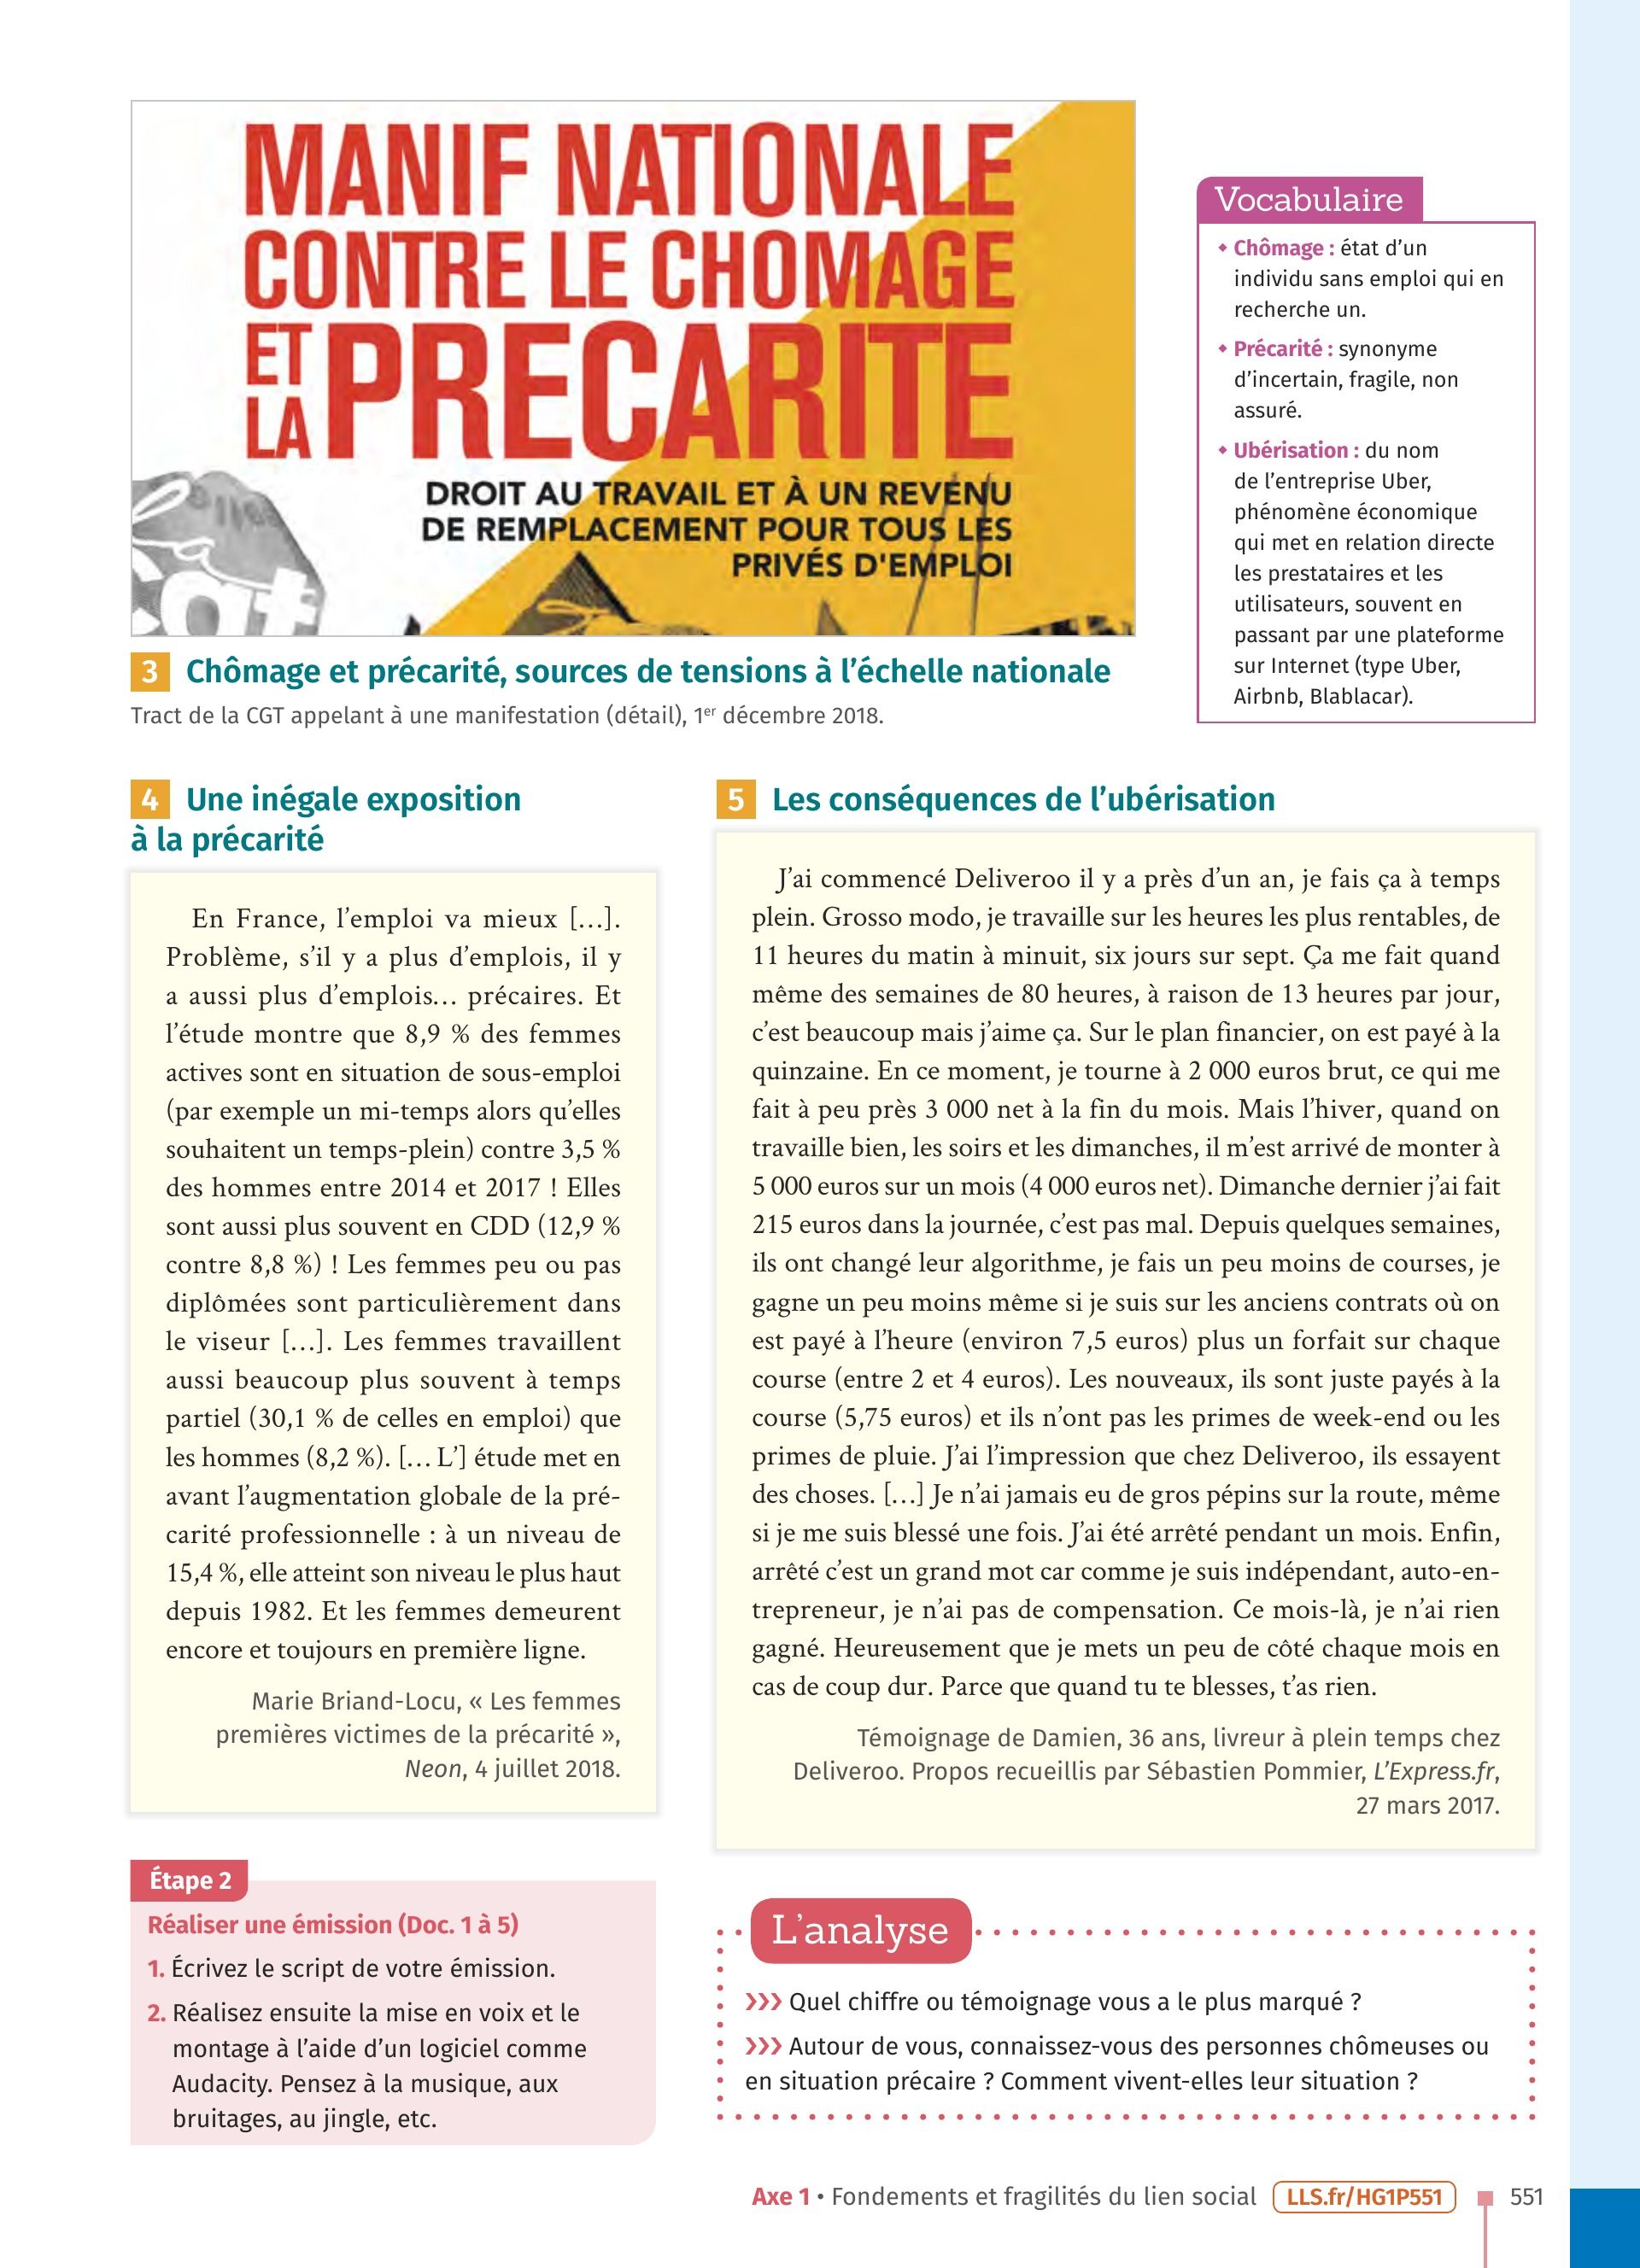 MANIF NATIONALE
CONTRE LE CHOMAGE
ET
LA PRECARITE
DROIT AU TRAVAIL ET À UN REVENU
DE REMPLACEMENT POUR TOUS LES
PRIVÉS D'EMPLOI
cgt
3 Chômage et précarité, sources de tensions à l’échelle nationale
Tract de la CGT appelant à une manifestation (détail), 1er décembre 2018.
Vocabulaire
Chômage : état d’un
individu sans emploi qui en
recherche un.
Précarité : synonyme
d’incertain, fragile, non
assuré.
Ubérisation : du nom
de l’entreprise Uber,
phénomène économique
qui met en relation directe
les prestataires et les
utilisateurs, souvent en
passant par une plateforme
sur Internet (type Uber,
Airbnb, Blablacar).
4 Une inégale exposition
à la précarité
En France, l’emploi va mieux […].
Problème, s’il y a plus d’emplois, il y
a aussi plus d’emplois… précaires. Et
l’étude montre que 8,9 % des femmes
actives sont en situation de sous-emploi
(par exemple un mi-temps alors qu’elles
souhaitent un temps-plein) contre 3,5 %
des hommes entre 2014 et 2017 ! Elles
sont aussi plus souvent en CDD (12,9 %
contre 8,8 %) ! Les femmes peu ou pas
diplômées sont particulièrement dans
le viseur […]. Les femmes travaillent
aussi beaucoup plus souvent à temps
partiel (30,1 % de celles en emploi) que
les hommes (8,2 %). [… L’] étude met en
avant l’augmentation globale de la pré-
carité professionnelle : à un niveau de
15,4 %, elle atteint son niveau le plus haut
depuis 1982. Et les femmes demeurent
encore et toujours en première ligne.
Marie Briand-Locu, « Les femmes
premières victimes de la précarité »,
Neon, 4 juillet 2018.
5 Les conséquences de l’ubérisation
J’ai commencé Deliveroo il y a près d’un an, je fais ça à temps
plein. Grosso modo, je travaille sur les heures les plus rentables, de
11 heures du matin à minuit, six jours sur sept. Ça me fait quand
même des semaines de 80 heures, à raison de 13 heures par jour,
c’est beaucoup mais j’aime ça. Sur le plan financier, on est payé à la
quinzaine. En ce moment, je tourne à 2 000 euros brut, ce qui me
fait à peu près 3 000 net à la fin du mois. Mais l’hiver, quand on
travaille bien, les soirs et les dimanches, il m’est arrivé de monter à
5 000 euros sur un mois (4 000 euros net). Dimanche dernier j’ai fait
215 euros dans la journée, c’est pas mal. Depuis quelques semaines,
ils ont changé leur algorithme, je fais un peu moins de courses, je
gagne un peu moins même si je suis sur les anciens contrats où on
est payé à l’heure (environ 7,5 euros) plus un forfait sur chaque
course (entre 2 et 4 euros). Les nouveaux, ils sont juste payés à la
course (5,75 euros) et ils n’ont pas les primes de week-end ou les
primes de pluie. J’ai l’impression que chez Deliveroo, ils essayent
des choses. […] Je n’ai jamais eu de gros pépins sur la route, même
si je me suis blessé une fois. J’ai été arrêté pendant un mois. Enfin,
arrêté c’est un grand mot car comme je suis indépendant, auto-en-
trepreneur, je n’ai pas de compensation. Ce mois-là, je n’ai rien
gagné. Heureusement que je mets un peu de côté chaque mois en
cas de coup dur. Parce que quand tu te blesses, t’as rien.
Témoignage de Damien, 36 ans, livreur à plein temps chez
Deliveroo. Propos recueillis par Sébastien Pommier, L’Express.fr,
27 mars 2017.
Étape 2
Réaliser une émission (Doc. 1 à 5)
1. Écrivez le script de votre émission.
2. Réalisez ensuite la mise en voix et le
montage à l’aide d’un logiciel comme
Audacity. Pensez à la musique, aux
bruitages, au jingle, etc.
L’analyse
Quel chiffre ou témoignage vous a le plus marqué ?
Autour de vous, connaissez-vous des personnes chômeuses ou
en situation précaire ? Comment vivent-elles leur situation ?
Axe 1 • Fondements et fragilités du lien social LLS.fr/HG1P551 551